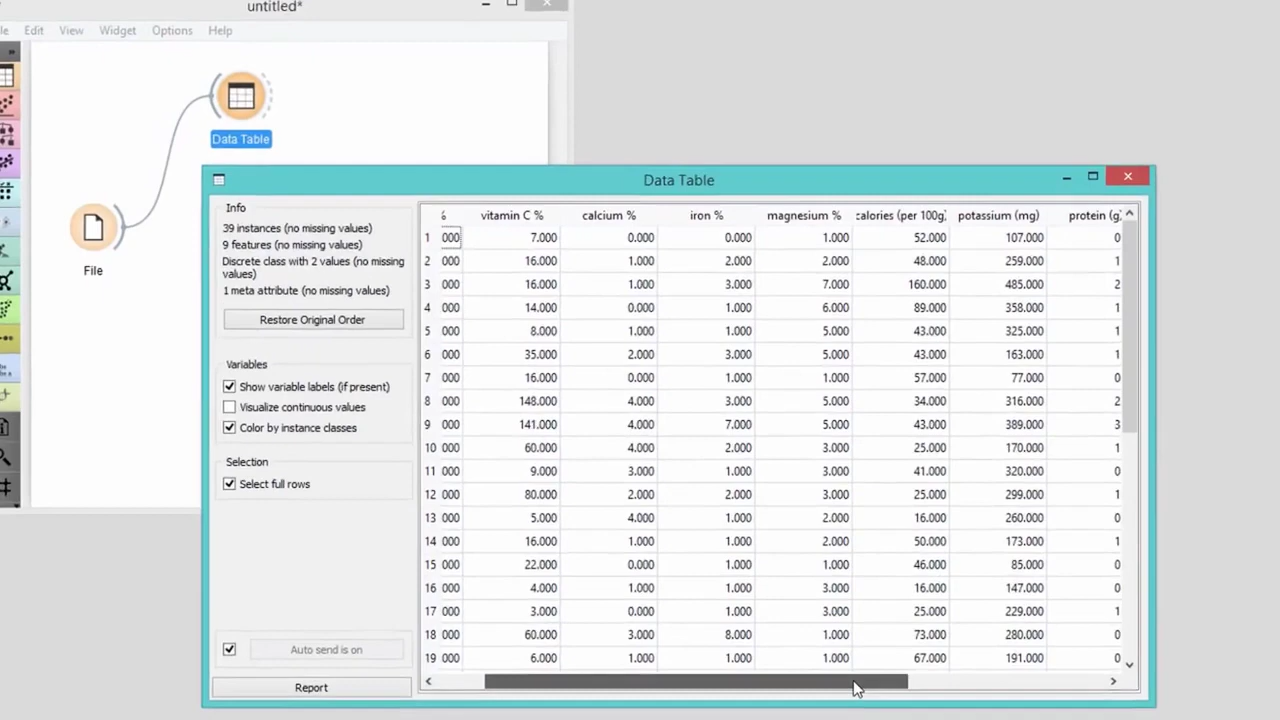 untitled*
le Edit View Widget Options Help
Data Table
File
Data Table
Info
39 instances (no missing values)
9 features (no missing values)
Discrete class with 2 values (no missing
values)
1 meta attribute (no missing values)
Restore Original Order
Variables
Show variable labels (if present)
Visualize continuous values
Color by instance classes
Selection
Select full rows
Auto send is on
Report
% vitamin C % calcium % iron % magnesium % calories (per 100g) potassium (mg) protein (g
1 000 7.000 0.000 0.000 1.000 52.000 107.000 0
2 000 16.000 1.000 2.000 2.000 48.000 259.000 1
3 000 16.000 1.000 3.000 7.000 160.000 485.000 2
4 000 14.000 0.000 1.000 6.000 89.000 358.000 1
5 000 8.000 1.000 1.000 5.000 43.000 325.000 1
6 000 35.000 2.000 3.000 5.000 43.000 163.000 1
7 000 16.000 0.000 1.000 1.000 57.000 77.000 0
8 000 148.000 4.000 3.000 5.000 34.000 316.000 2
9 000 141.000 4.000 7.000 5.000 43.000 389.000 3
10 000 60.000 4.000 2.000 3.000 25.000 170.000 1
11 000 9.000 3.000 1.000 3.000 41.000 320.000 0
12 000 80.000 2.000 2.000 3.000 25.000 299.000 1
13 000 5.000 4.000 1.000 2.000 16.000 260.000 0
14 000 16.000 1.000 1.000 2.000 50.000 173.000 1
15 000 22.000 0.000 1.000 1.000 46.000 85.000 0
16 000 4.000 1.000 1.000 3.000 16.000 147.000 0
17 000 3.000 0.000 1.000 3.000 25.000 229.000 1
18 000 60.000 3.000 8.000 1.000 73.000 280.000 0
19 000 6.000 1.000 1.000 1.000 67.000 191.000 0